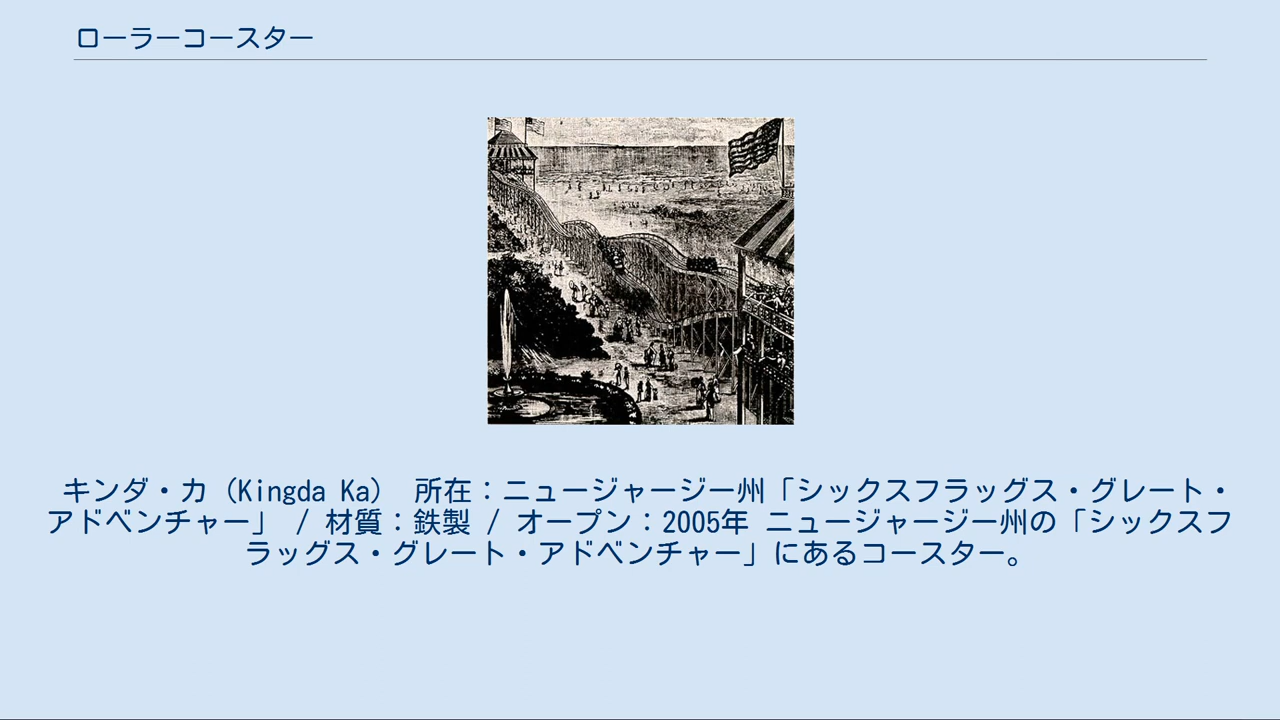 ローラーコースター
キンダ・カ（Kingda Ka） 所在：ニュージャージー州「シックスフラッグス・グレート・
アドベンチャー」 / 材質：鉄製 / オープン：2005年 ニュージャージー州の「シックスフ
ラッグス・グレート・アドベンチャー」にあるコースター。